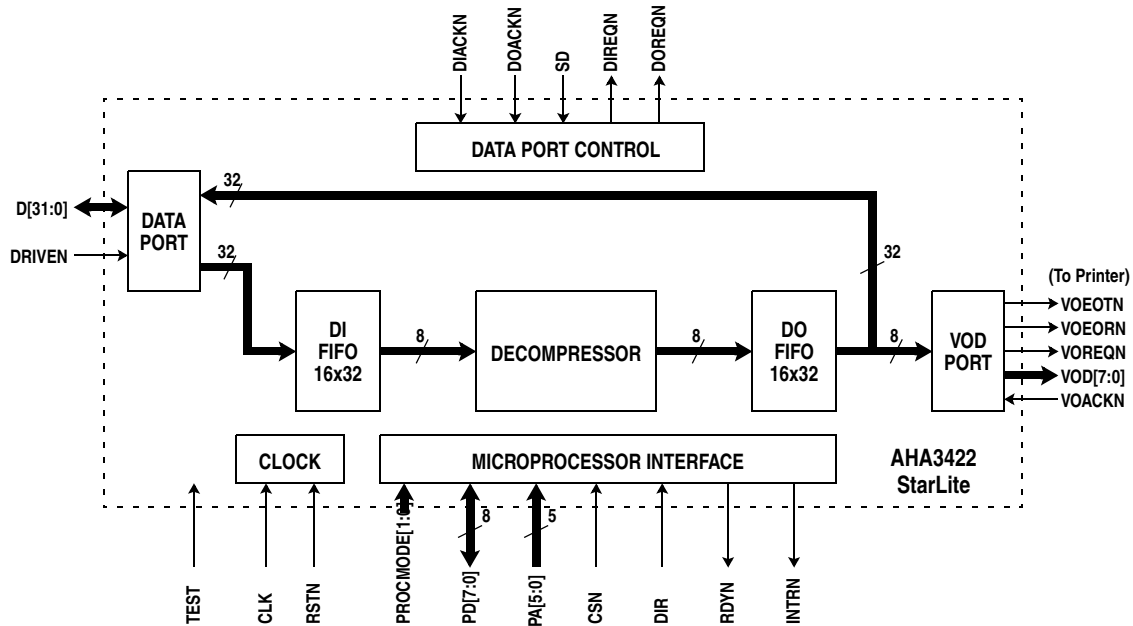 DIACKN
DOACKN
SD
DIREQN
DOREQN
DATA PORT CONTROL
D[31:0]
DRIVEN
DATA
PORT
32
32
32
DI
FIFO
16x32
8
DECOMPRESSOR
8
DO
FIFO
16x32
8
VOD
PORT
(To Printer)
VOEOTN
VOEORN
VOREQN
VOD[7:0]
VOACKN
CLOCK
MICROPROCESSOR INTERFACE
AHA3422
StarLite
8
5
TEST
CLK
RSTN
PROCMODE[1:0]
PD[7:0]
PA[5:0]
CSN
DIR
RDYN
INTRN